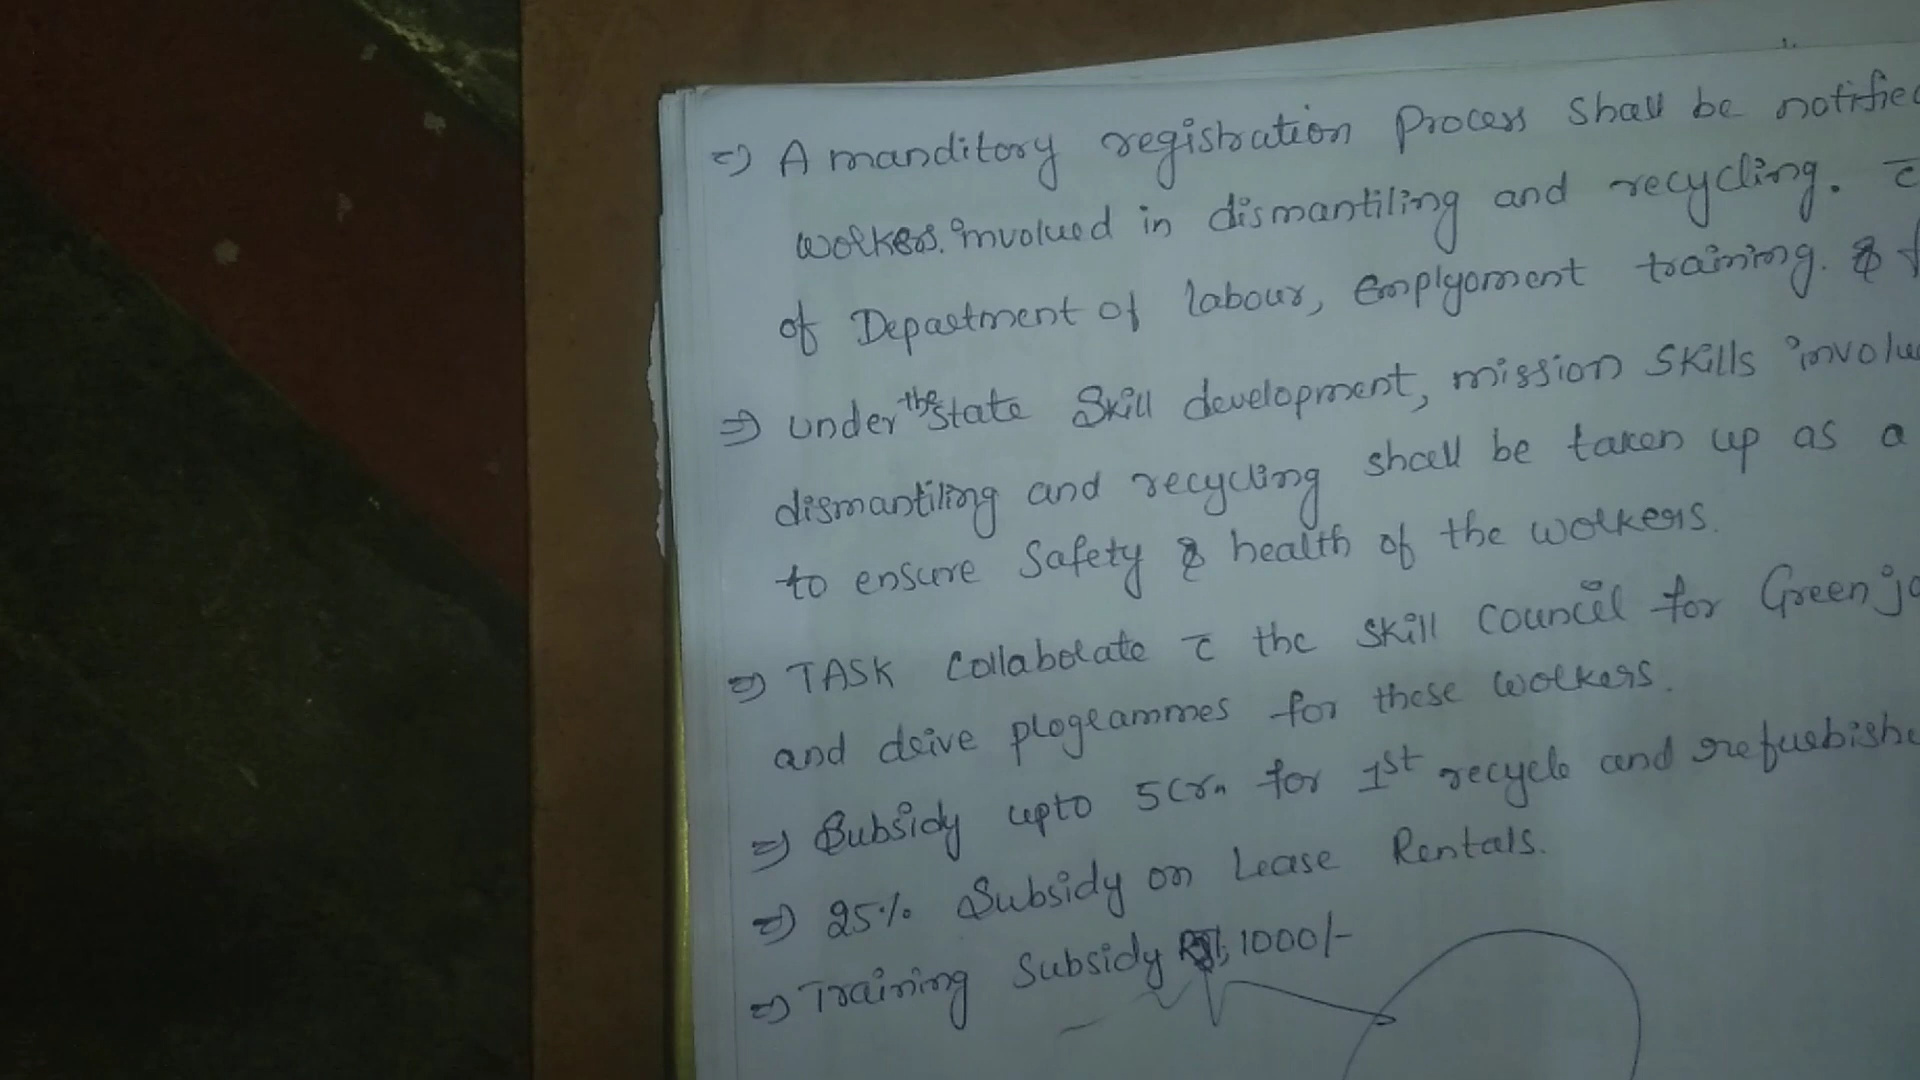 => A manditory registration process shall be notified
workers. involved in dismantiling and recycling. c̄
of Department of labour, emplyoment training. &
=> under the state Skill development, mission skills involve
dismantiling and recycling shall be taken up as a
to ensure Safety & health of the workers.
=> TASK Collaborate c̄ the skill council for Green jo
and drive programmes for these workers.
=> Subsidy upto 5Crn for 1st recycle and refurbishe
=> 25% Subsidy on Lease Rentals.
=> Training Subsidy 1000/-